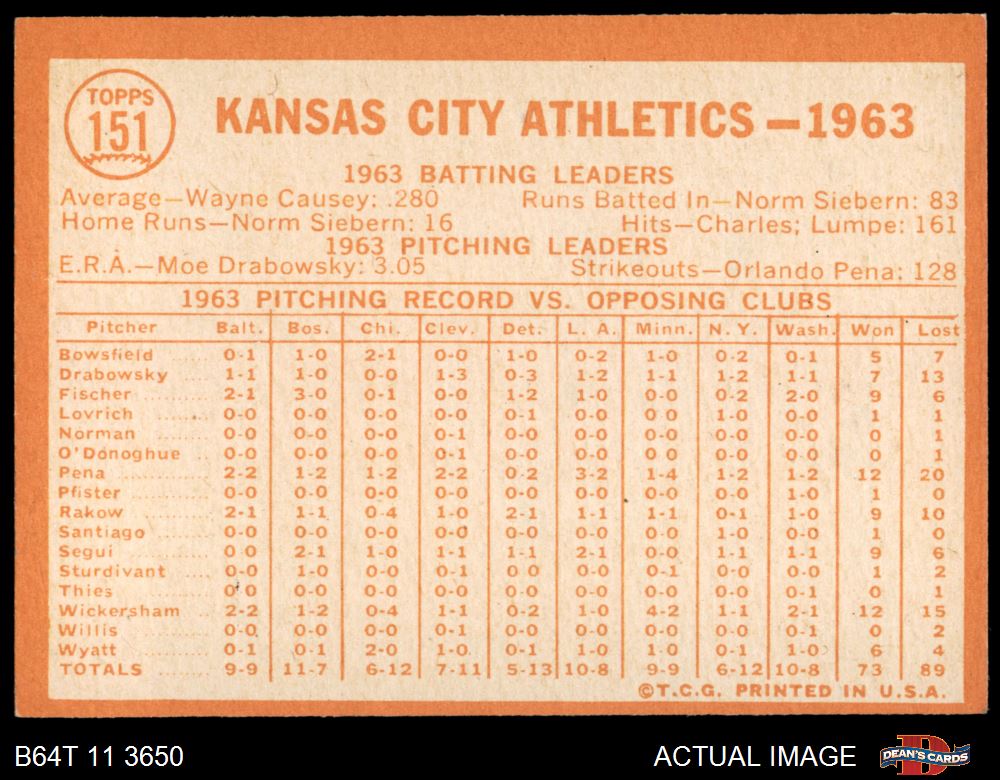 TOPPS
151
KANSAS CITY ATHLETICS—1963
1963 BATTING LEADERS
Average—Wayne Causey: .280 Runs Batted In—Norm Siebern: 83
Home Runs—Norm Siebern: 16 Hits—Charles; Lumpe: 161
1963 PITCHING LEADERS
E.R.A.—Moe Drabowsky: 3.05 Strikeouts—Orlando Pena: 128
1963 PITCHING RECORD VS. OPPOSING CLUBS
Pitcher Balt. Bos. Chi. Clev. Det. L. A. Minn. N. Y. Wash. Won Lost
Bowsfield ...... 0-1 1-0 2-1 0-0 1-0 0-2 1-0 0-2 0-1 5 7
Drabowsky .... 1-1 1-0 0-0 1-3 0-3 1-2 1-1 1-2 1-1 7 13
Fischer .......... 2-1 3-0 0-1 0-0 1-2 1-0 0-0 0-2 2-0 9 6
Lovrich .......... 0-0 0-0 0-0 0-0 0-1 0-0 0-0 1-0 0-0 1 1
Norman ........ 0-0 0-0 0-0 0-1 0-0 0-0 0-0 0-0 0-0 0 1
O'Donoghue .. 0-0 0-0 0-0 0-1 0-0 0-0 0-0 0-0 0-0 0 1
Pena .............. 2-2 1-2 1-2 2-2 0-2 3-2 1-4 1-2 1-2 12 20
Pfister ............ 0-0 0-0 0-0 0-0 0-0 0-0 0-0 0-0 1-0 1 0
Rakow .......... 2-1 1-1 0-4 1-0 2-1 1-1 1-1 0-1 1-0 9 10
Santiago ........ 0-0 0-0 0-0 0-0 0-0 0-0 0-0 1-0 0-0 1 0
Segui ............ 0-0 2-1 1-0 1-1 1-1 2-1 0-0 1-1 1-1 9 6
Sturdivant .... 0-0 1-0 0-0 0-1 0-0 0-0 0-1 0-0 0-0 1 2
Thies ............ 0-0 0-0 0-0 0-0 0-0 0-0 0-0 0-0 0-1 0 1
Wickersham .. 2-2 1-2 0-4 1-1 0-2 1-0 4-2 1-1 2-1 12 15
Willis ............ 0-0 0-0 0-0 0-1 0-0 0-0 0-0 0-0 0-1 0 2
Wyatt ............ 0-1 0-1 2-0 1-0 0-1 1-0 1-0 0-1 1-0 6 4
TOTALS 9-9 11-7 6-12 7-11 5-13 10-8 9-9 6-12 10-8 73 89
©T.C.G. PRINTED IN U.S.A.
B64T 11 3650 ACTUAL IMAGE DEAN'S CARDS